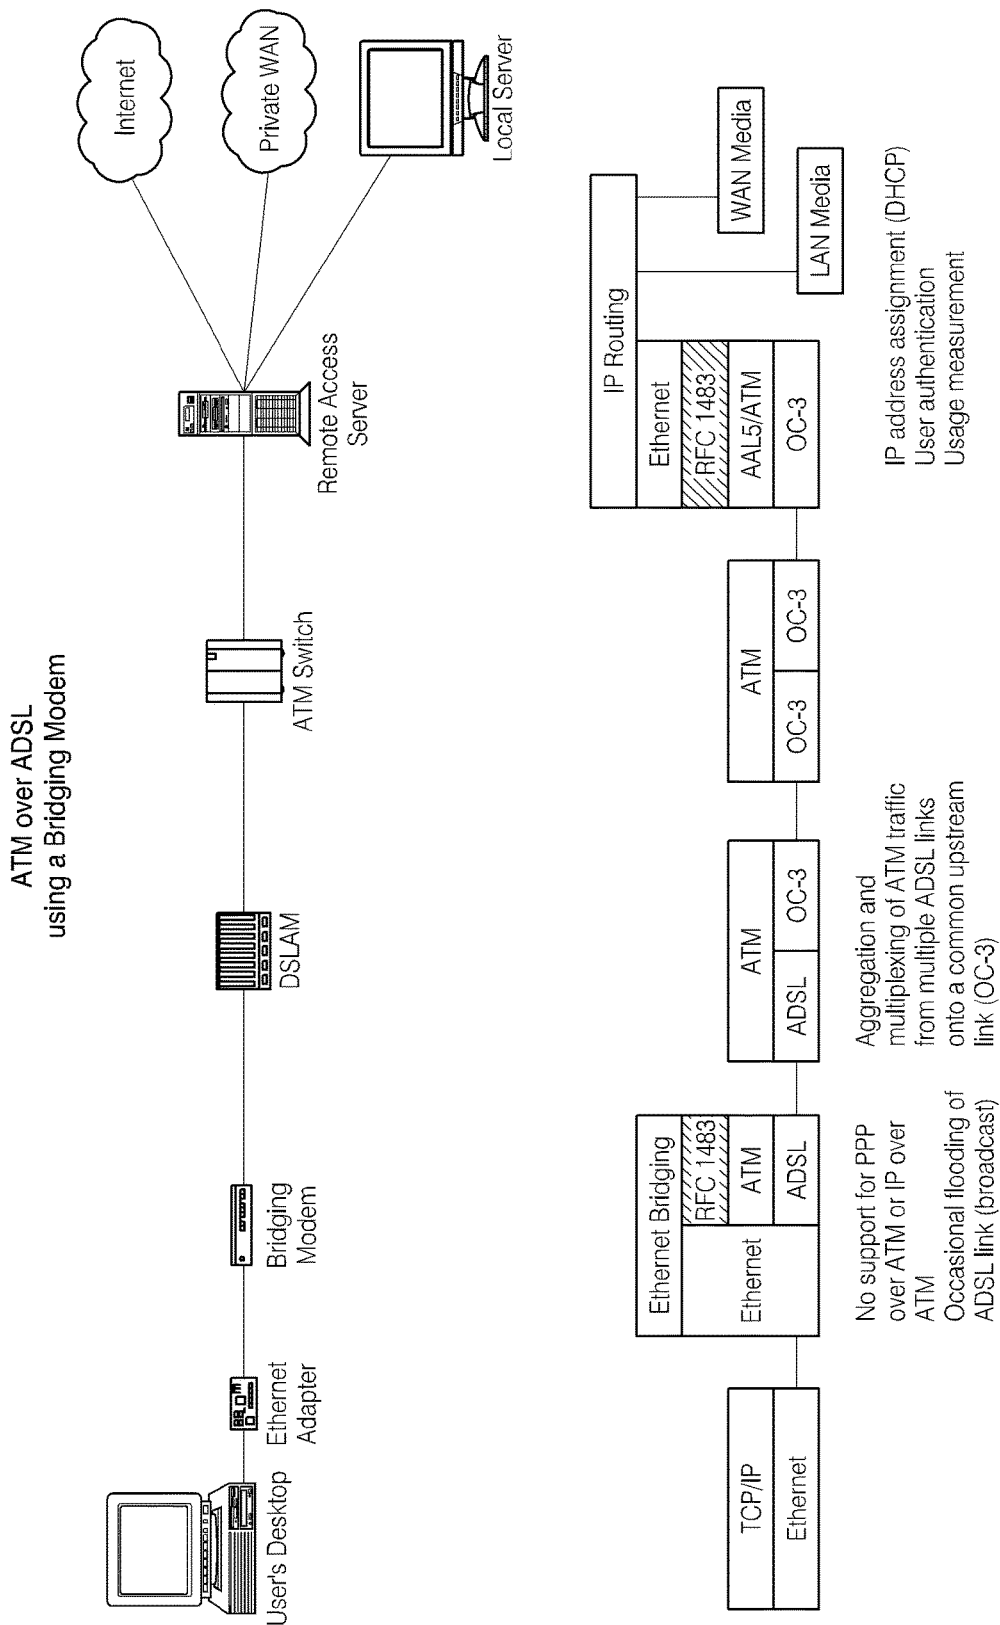 ATM over ADSL
using a Bridging Modem
User's Desktop
Ethernet
Adapter
Bridging
Modem
DSLAM
ATM Switch
Remote Access
Server
Internet
Private WAN
Local Server
TCP/IP
Ethernet
Ethernet Bridging
Ethernet
RFC 1483
ATM
ADSL
No support for PPP
over ATM or IP over
ATM
Occasional flooding of
ADSL link (broadcast)
ATM
ADSL
OC-3
Aggregation and
multiplexing of ATM traffic
from multiple ADSL links
onto a common upstream
link (OC-3)
ATM
OC-3
OC-3
IP Routing
Ethernet
RFC 1483
AAL5/ATM
OC-3
WAN Media
LAN Media
IP address assignment (DHCP)
User authentication
Usage measurement